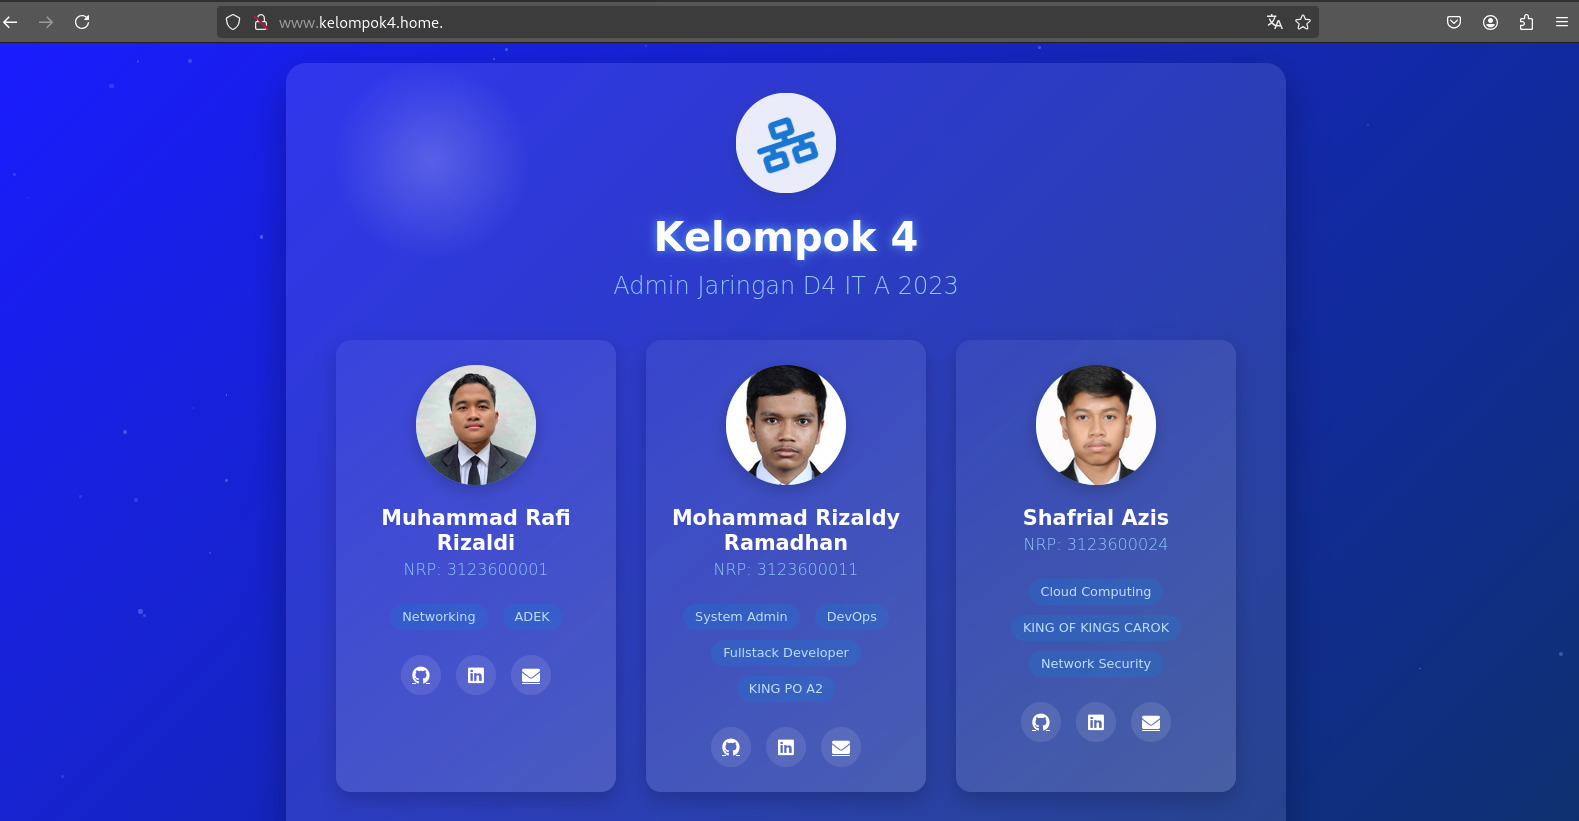 www.kelompok4.home.
Kelompok 4
Admin Jaringan D4 IT A 2023
Muhammad Rafi
Rizaldi
NRP: 3123600001
Networking
ADEK
Mohammad Rizaldy
Ramadhan
NRP: 3123600011
System Admin
DevOps
Fullstack Developer
KING PO A2
Shafrial Azis
NRP: 3123600024
Cloud Computing
KING OF KINGS CAROK
Network Security